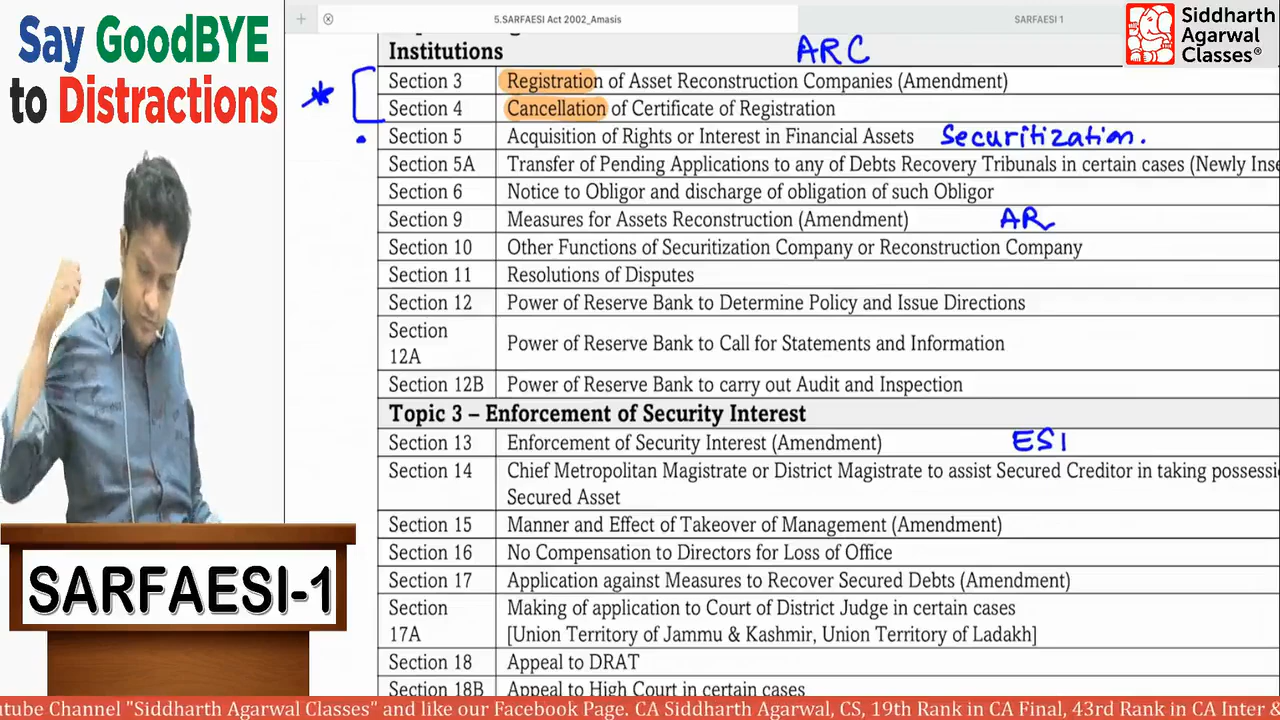 Say GoodBYE
to Distractions
5.SARFAESI Act 2002_Amasis
SARFAESI 1
Siddharth
Agarwal
Classes®
Institutions
ARC
Section 3 Registration of Asset Reconstruction Companies (Amendment)
Section 4 Cancellation of Certificate of Registration
Section 5 Acquisition of Rights or Interest in Financial Assets Securitization.
Section 5A Transfer of Pending Applications to any of Debts Recovery Tribunals in certain cases (Newly Inse
Section 6 Notice to Obligor and discharge of obligation of such Obligor
Section 9 Measures for Assets Reconstruction (Amendment) AR
Section 10 Other Functions of Securitization Company or Reconstruction Company
Section 11 Resolutions of Disputes
Section 12 Power of Reserve Bank to Determine Policy and Issue Directions
Section
12A
Power of Reserve Bank to Call for Statements and Information
Section 12B Power of Reserve Bank to carry out Audit and Inspection
Topic 3 – Enforcement of Security Interest
Section 13 Enforcement of Security Interest (Amendment) ESI
Section 14 Chief Metropolitan Magistrate or District Magistrate to assist Secured Creditor in taking possessi
Secured Asset
Section 15 Manner and Effect of Takeover of Management (Amendment)
Section 16 No Compensation to Directors for Loss of Office
Section 17 Application against Measures to Recover Secured Debts (Amendment)
Section Making of application to Court of District Judge in certain cases
17A [Union Territory of Jammu & Kashmir, Union Territory of Ladakh]
Section 18 Appeal to DRAT
Section 18B Appeal to High Court in certain cases
SARFAESI-1
utube Channel "Siddharth Agarwal Classes" and like our Facebook Page. CA Siddharth Agarwal, CS, 19th Rank in CA Final, 43rd Rank in CA Inter &